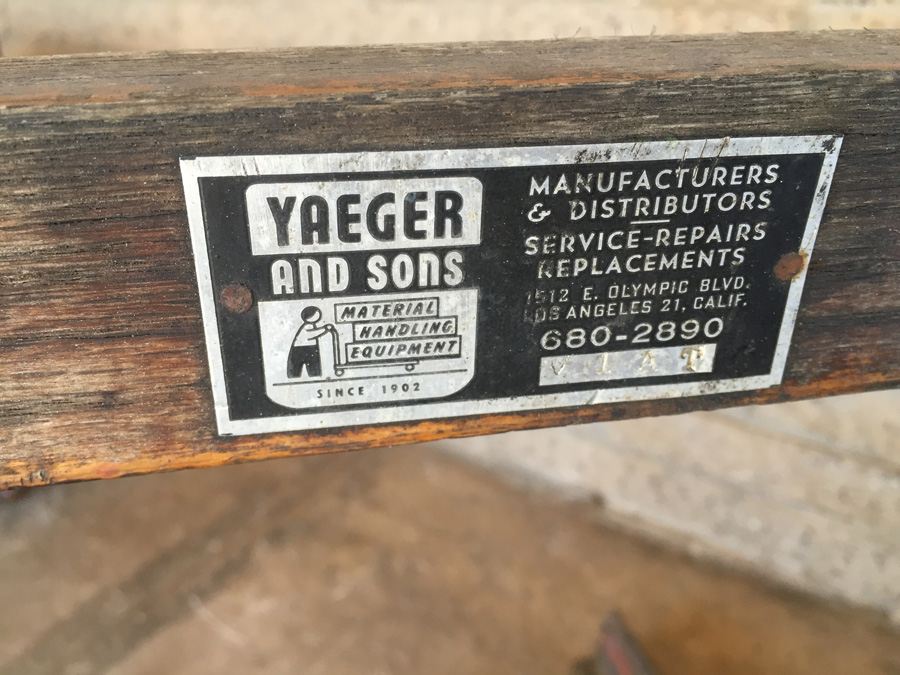 YAEGER
AND SONS
MATERIAL
HANDLING
EQUIPMENT
SINCE 1902
MANUFACTURERS
& DISTRIBUTORS
SERVICE-REPAIRS
REPLACEMENTS
1512 E. OLYMPIC BLVD.
LOS ANGELES 21, CALIF.
680-2890
V 1 A T